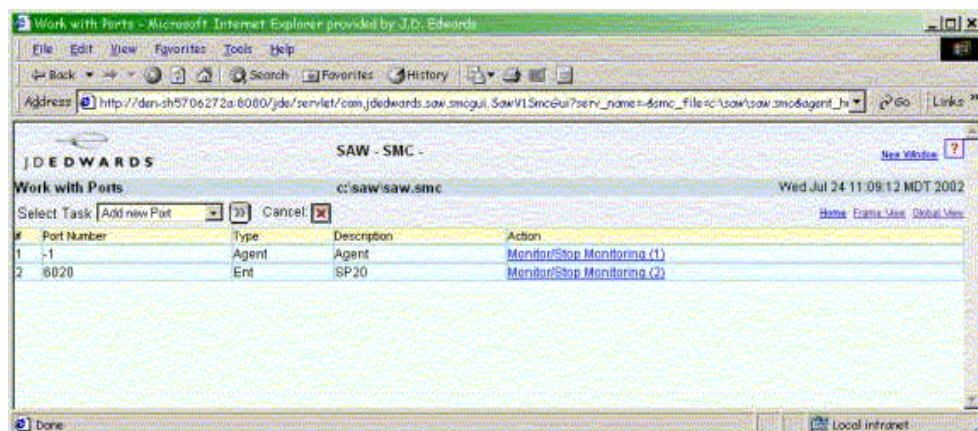 Work with Ports - Microsoft Internet Explorer provided by J.D. Edwards
File Edit View Favorites Tools Help
Back Search Favorites History
Address http://den-sh5706272a:8080/jde/servlet/com.jdedwards.saw.smcgui.SawV1SmcGui?serv_name=&smc_file=c:\saw\saw.smc&agent_h Go Links »
JDEDWARDS
SAW - SMC -
New Window ?
Work with Ports c:\saw\saw.smc Wed Jul 24 11:09:12 MDT 2002
Select Task Add new Port >> Cancel: Home Frame View Global View
# Port Number Type Description Action
1 -1 Agent Agent Monitor/Stop Monitoring (1)
2 6020 Ent SP20 Monitor/Stop Monitoring (2)
Done Local intranet